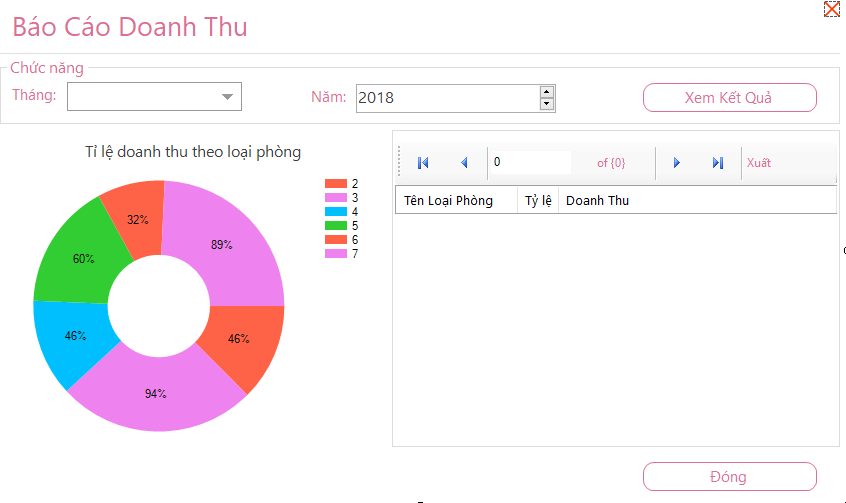 Báo Cáo Doanh Thu
Chức năng
Tháng:
Năm:
2018
Xem Kết Quả
Tỉ lệ doanh thu theo loại phòng
2
3
4
5
6
7
32%
89%
60%
46%
46%
94%
0
of {0}
Xuất
Tên Loại Phòng Tỷ lệ Doanh Thu
Đóng